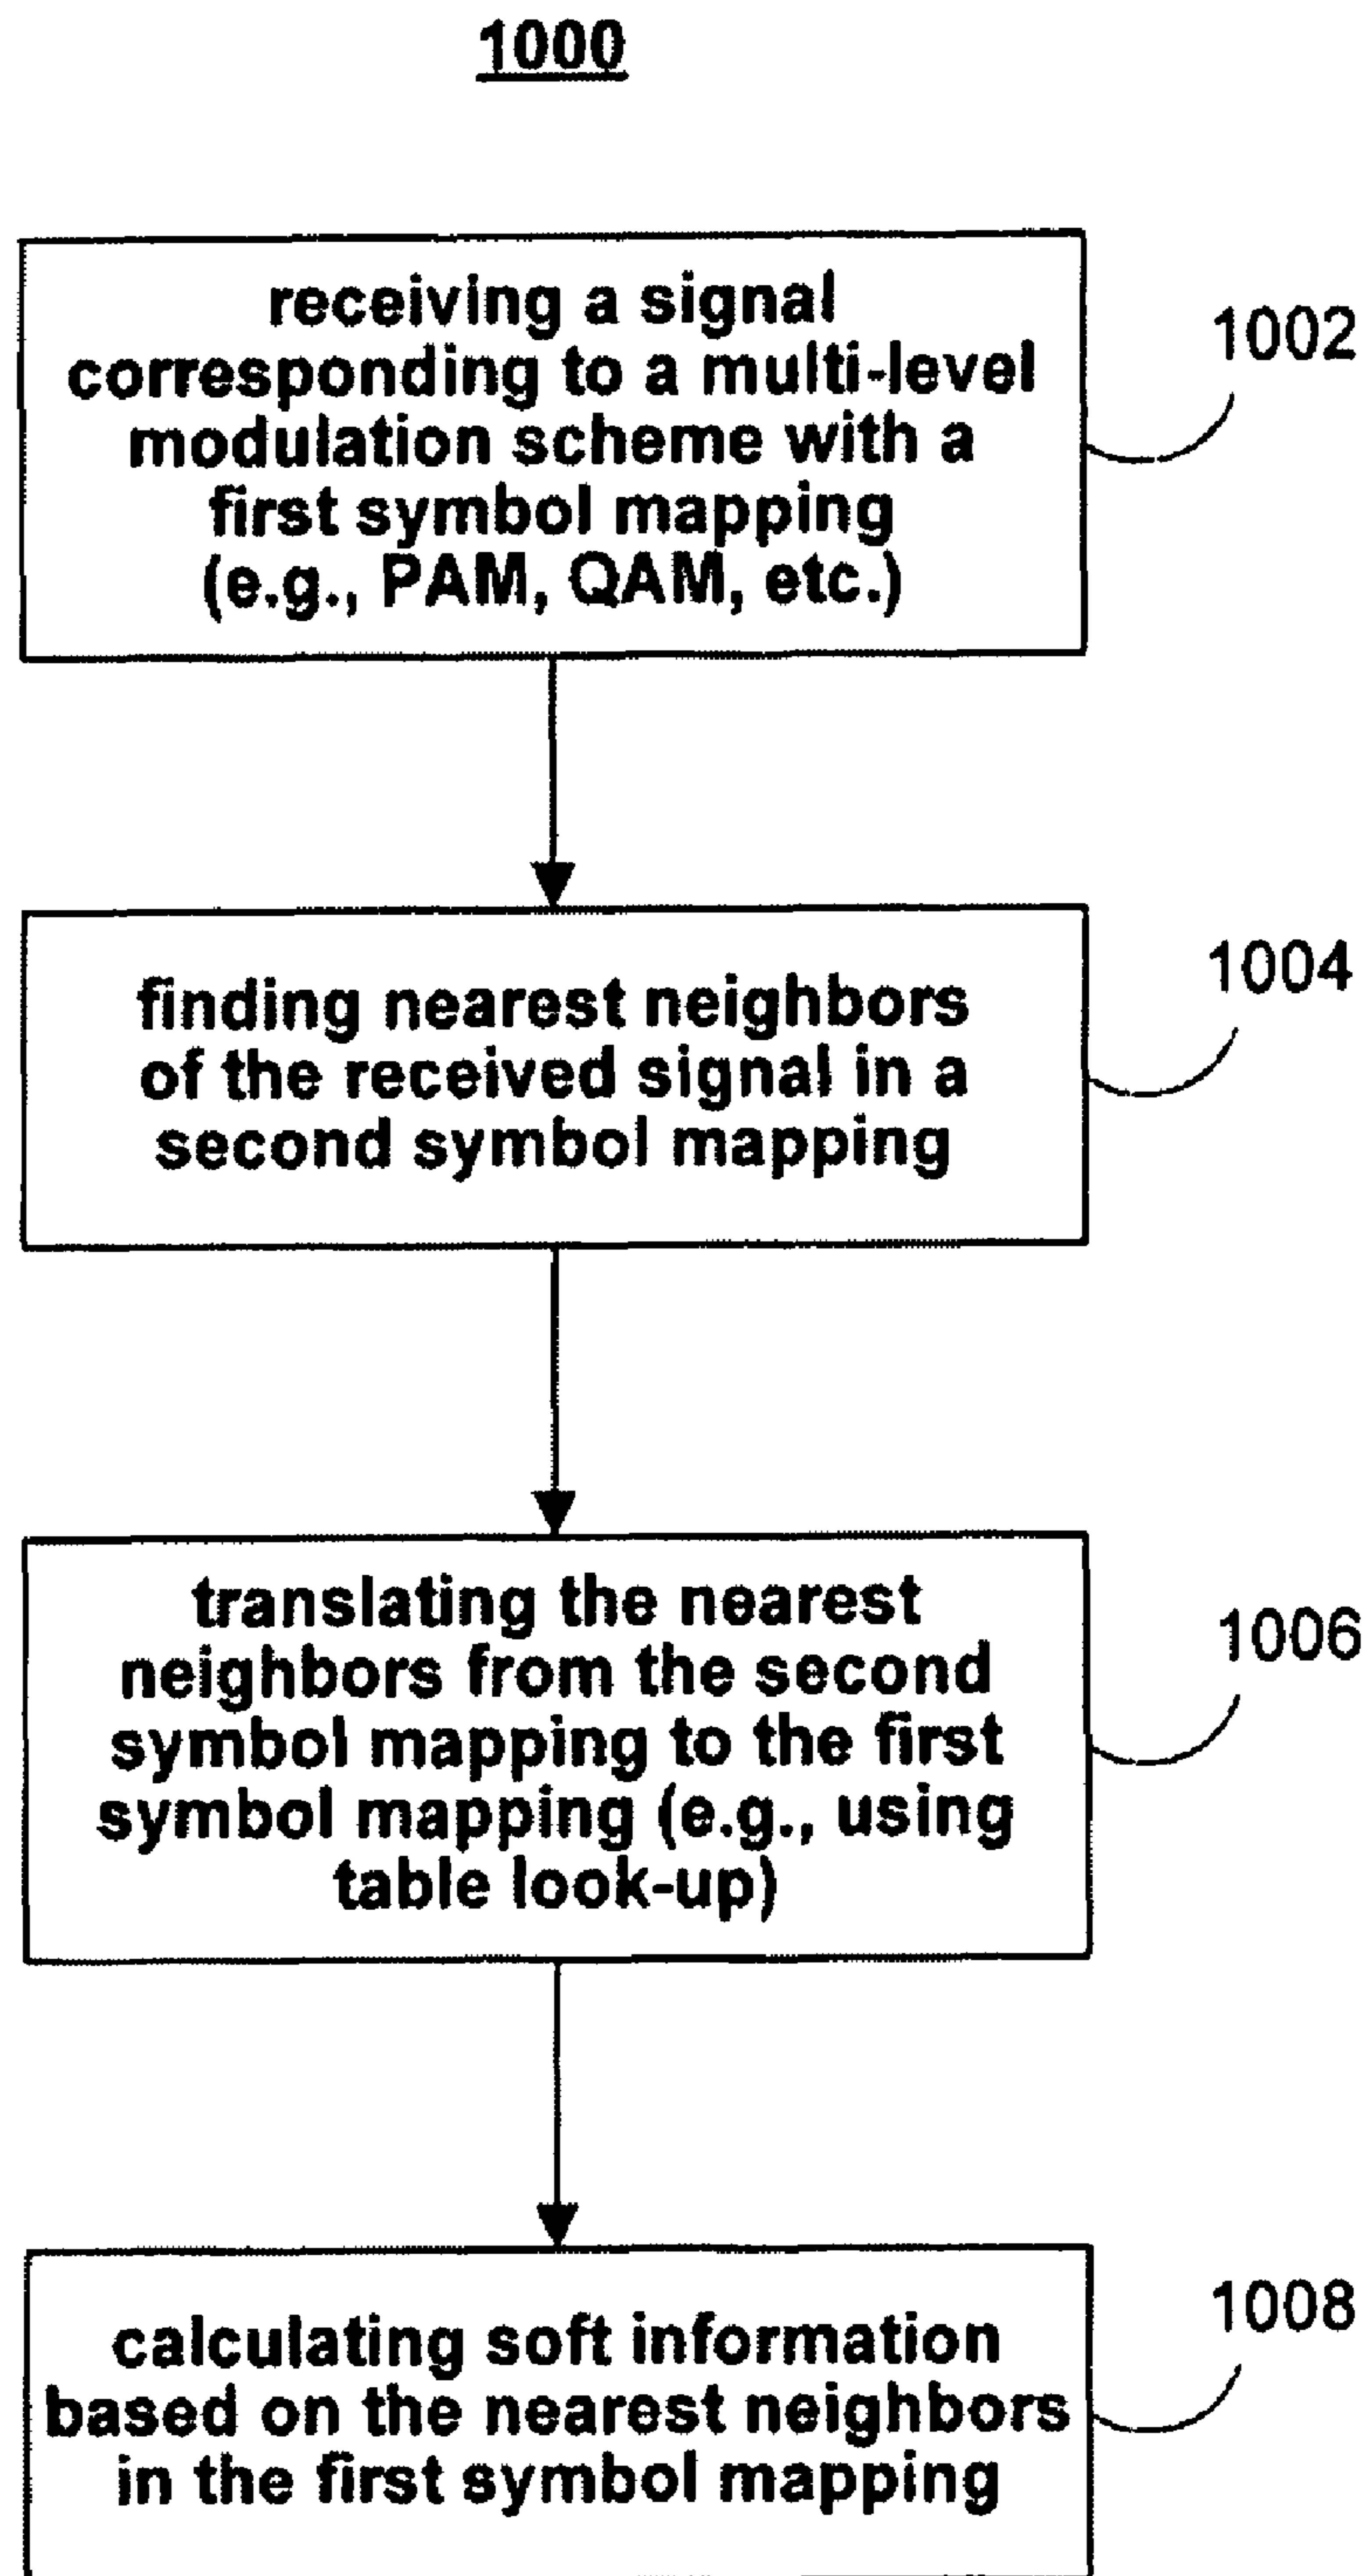 1000
receiving a signal
corresponding to a multi-level
modulation scheme with a
first symbol mapping
(e.g., PAM, QAM, etc.)
1002
finding nearest neighbors
of the received signal in a
second symbol mapping
1004
translating the nearest
neighbors from the second
symbol mapping to the first
symbol mapping (e.g., using
table look-up)
1006
calculating soft information
based on the nearest neighbors
in the first symbol mapping
1008